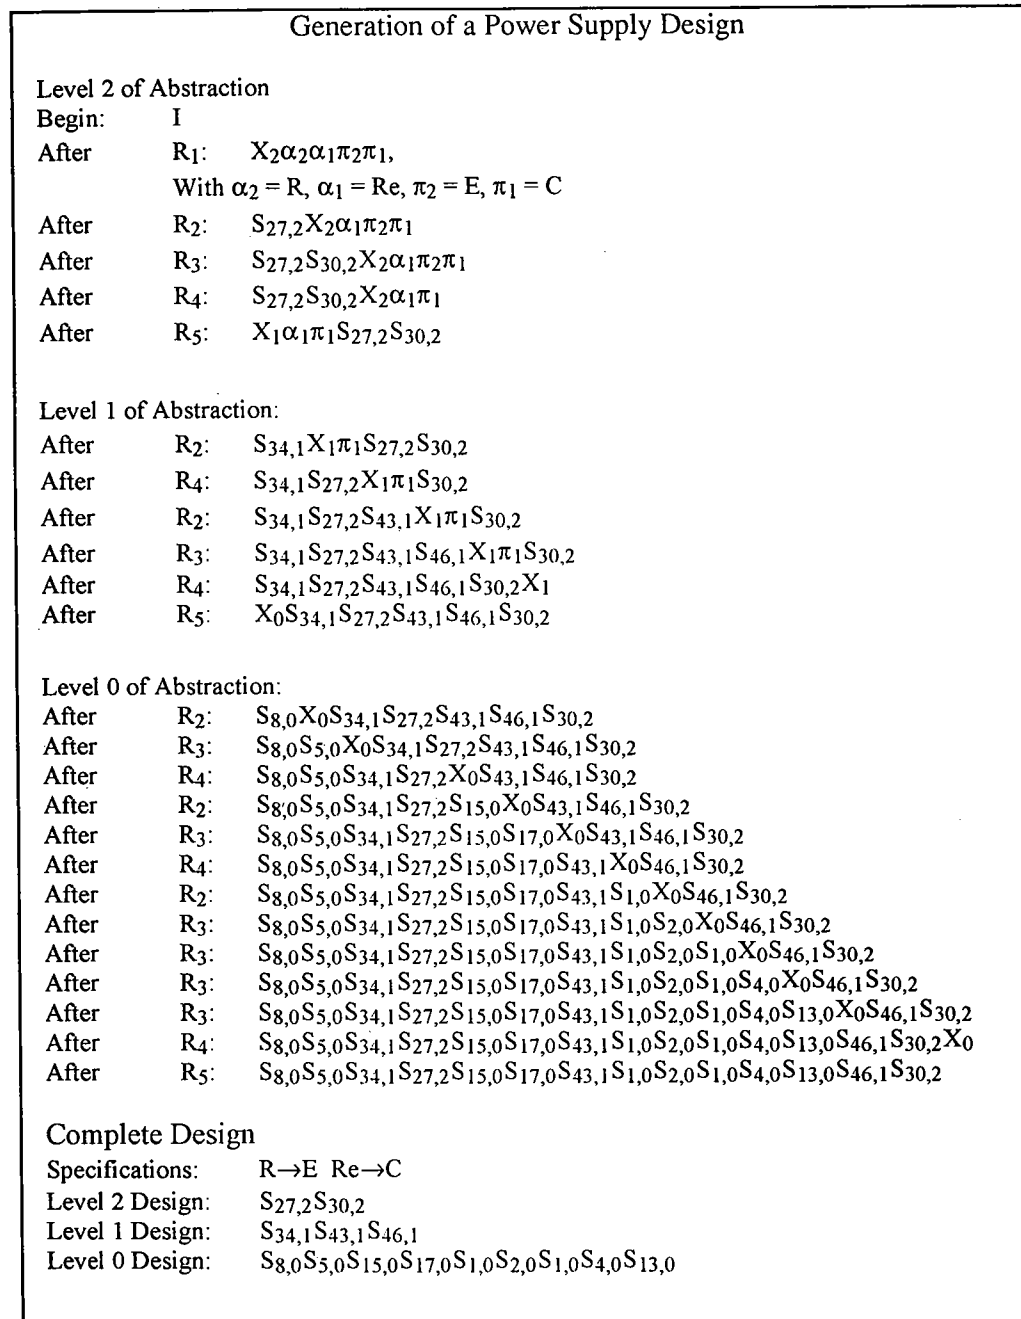 Generation of a Power Supply Design
Level 2 of Abstraction
Begin: I
After R₁: X₂α₂α₁π₂π₁,
With α₂ = R, α₁ = Re, π₂ = E, π₁ = C
After R₂: S₂₇,₂X₂α₁π₂π₁
After R₃: S₂₇,₂S₃₀,₂X₂α₁π₂π₁
After R₄: S₂₇,₂S₃₀,₂X₂α₁π₁
After R₅: X₁α₁π₁S₂₇,₂S₃₀,₂
Level 1 of Abstraction:
After R₂: S₃₄,₁X₁π₁S₂₇,₂S₃₀,₂
After R₄: S₃₄,₁S₂₇,₂X₁π₁S₃₀,₂
After R₂: S₃₄,₁S₂₇,₂S₄₃,₁X₁π₁S₃₀,₂
After R₃: S₃₄,₁S₂₇,₂S₄₃,₁S₄₆,₁X₁π₁S₃₀,₂
After R₄: S₃₄,₁S₂₇,₂S₄₃,₁S₄₆,₁S₃₀,₂X₁
After R₅: X₀S₃₄,₁S₂₇,₂S₄₃,₁S₄₆,₁S₃₀,₂
Level 0 of Abstraction:
After R₂: S₈,₀X₀S₃₄,₁S₂₇,₂S₄₃,₁S₄₆,₁S₃₀,₂
After R₃: S₈,₀S₅,₀X₀S₃₄,₁S₂₇,₂S₄₃,₁S₄₆,₁S₃₀,₂
After R₄: S₈,₀S₅,₀S₃₄,₁S₂₇,₂X₀S₄₃,₁S₄₆,₁S₃₀,₂
After R₂: S₈,₀S₅,₀S₃₄,₁S₂₇,₂S₁₅,₀X₀S₄₃,₁S₄₆,₁S₃₀,₂
After R₃: S₈,₀S₅,₀S₃₄,₁S₂₇,₂S₁₅,₀S₁₇,₀X₀S₄₃,₁S₄₆,₁S₃₀,₂
After R₄: S₈,₀S₅,₀S₃₄,₁S₂₇,₂S₁₅,₀S₁₇,₀S₄₃,₁X₀S₄₆,₁S₃₀,₂
After R₂: S₈,₀S₅,₀S₃₄,₁S₂₇,₂S₁₅,₀S₁₇,₀S₄₃,₁S₁,₀X₀S₄₆,₁S₃₀,₂
After R₃: S₈,₀S₅,₀S₃₄,₁S₂₇,₂S₁₅,₀S₁₇,₀S₄₃,₁S₁,₀S₂,₀X₀S₄₆,₁S₃₀,₂
After R₃: S₈,₀S₅,₀S₃₄,₁S₂₇,₂S₁₅,₀S₁₇,₀S₄₃,₁S₁,₀S₂,₀S₁,₀X₀S₄₆,₁S₃₀,₂
After R₃: S₈,₀S₅,₀S₃₄,₁S₂₇,₂S₁₅,₀S₁₇,₀S₄₃,₁S₁,₀S₂,₀S₁,₀S₄,₀X₀S₄₆,₁S₃₀,₂
After R₃: S₈,₀S₅,₀S₃₄,₁S₂₇,₂S₁₅,₀S₁₇,₀S₄₃,₁S₁,₀S₂,₀S₁,₀S₄,₀S₁₃,₀X₀S₄₆,₁S₃₀,₂
After R₄: S₈,₀S₅,₀S₃₄,₁S₂₇,₂S₁₅,₀S₁₇,₀S₄₃,₁S₁,₀S₂,₀S₁,₀S₄,₀S₁₃,₀S₄₆,₁S₃₀,₂X₀
After R₅: S₈,₀S₅,₀S₃₄,₁S₂₇,₂S₁₅,₀S₁₇,₀S₄₃,₁S₁,₀S₂,₀S₁,₀S₄,₀S₁₃,₀S₄₆,₁S₃₀,₂
Complete Design
Specifications: R→E Re→C
Level 2 Design: S₂₇,₂S₃₀,₂
Level 1 Design: S₃₄,₁S₄₃,₁S₄₆,₁
Level 0 Design: S₈,₀S₅,₀S₁₅,₀S₁₇,₀S₁,₀S₂,₀S₁,₀S₄,₀S₁₃,₀